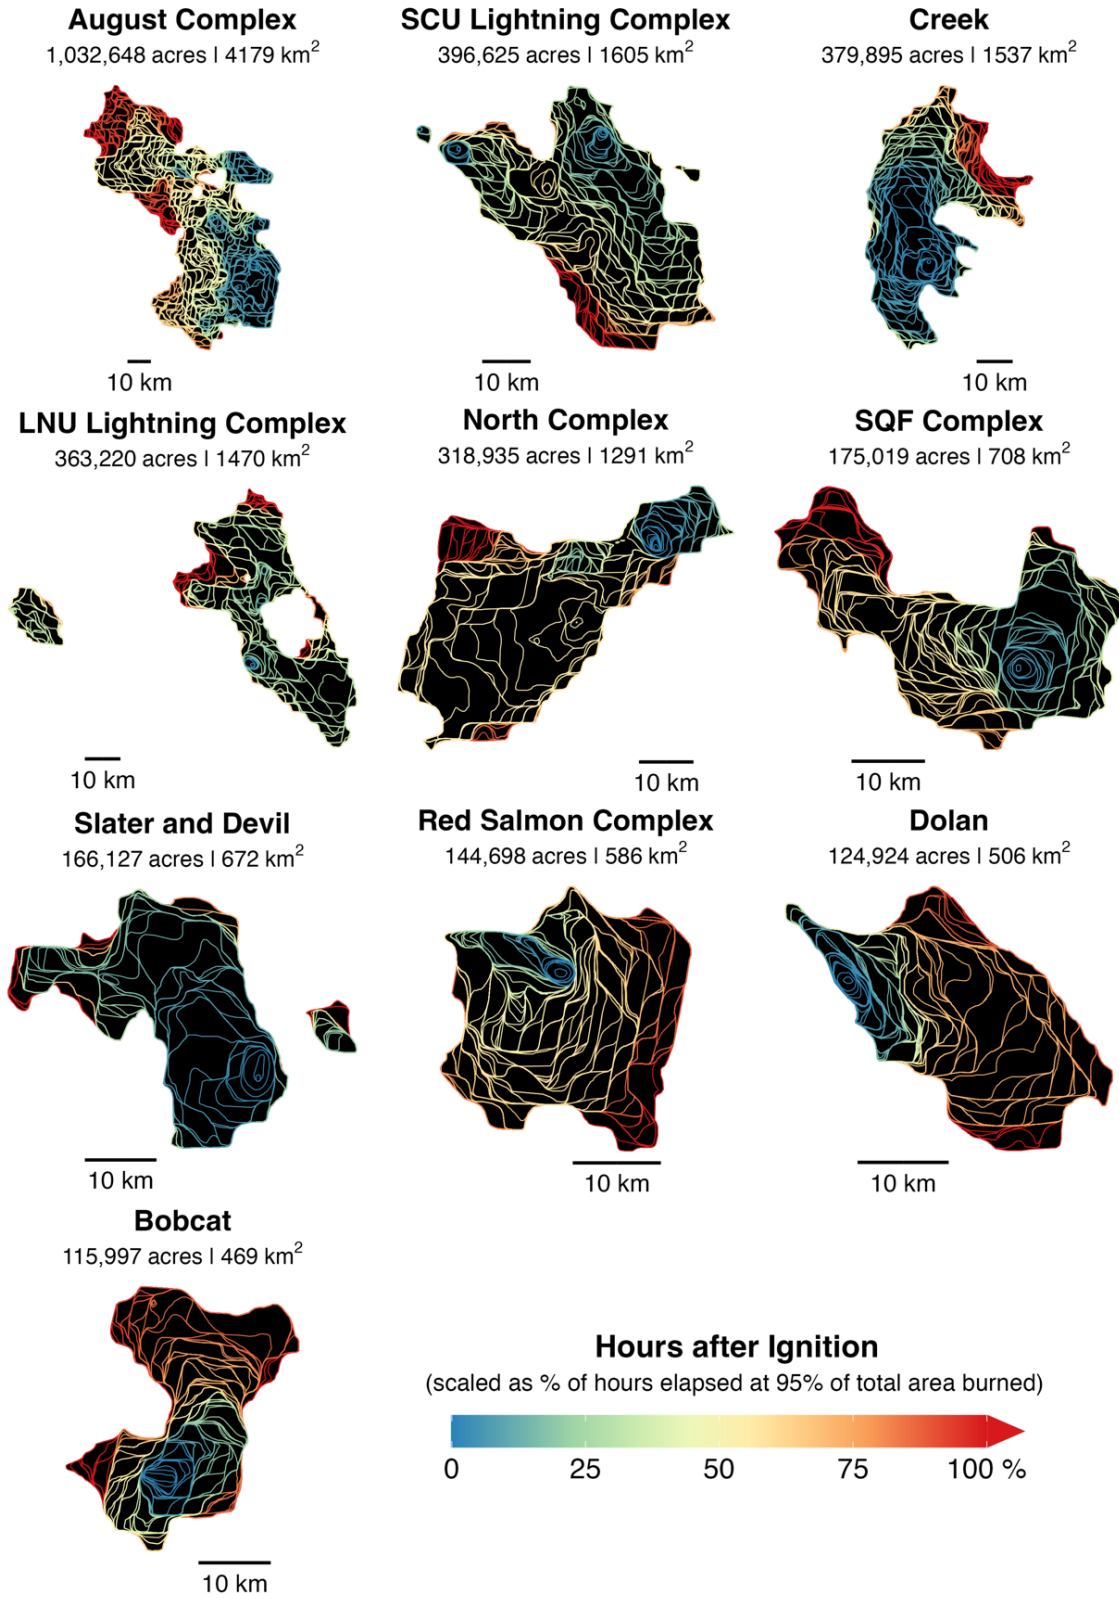 August Complex
1,032,648 acres | 4179 km²
10 km
SCU Lightning Complex
396,625 acres | 1605 km²
10 km
Creek
379,895 acres | 1537 km²
10 km
LNU Lightning Complex
363,220 acres | 1470 km²
10 km
North Complex
318,935 acres | 1291 km²
10 km
SQF Complex
175,019 acres | 708 km²
10 km
Slater and Devil
166,127 acres | 672 km²
10 km
Red Salmon Complex
144,698 acres | 586 km²
10 km
Dolan
124,924 acres | 506 km²
10 km
Bobcat
115,997 acres | 469 km²
10 km
Hours after Ignition
(scaled as % of hours elapsed at 95% of total area burned)
0 25 50 75 100 %